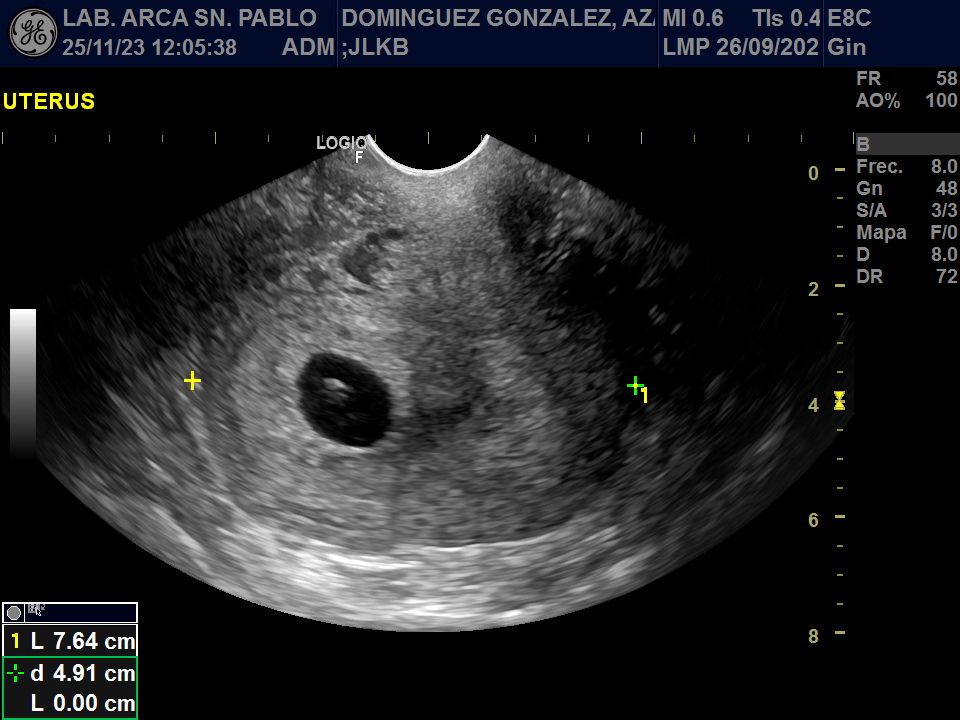 LAB. ARCA SN. PABLO
DOMINGUEZ GONZALEZ, AZ
MI 0.6 TIs 0.4
E8C
25/11/23 12:05:38 ADM
;JLKB
LMP 26/09/202
Gin
UTERUS
LOGIQ
F
FR 58
AO% 100
B
Frec. 8.0
Gn 48
S/A 3/3
Mapa F/0
D 8.0
DR 72
0
2
4
6
8
1
1 L 7.64 cm
d 4.91 cm
L 0.00 cm